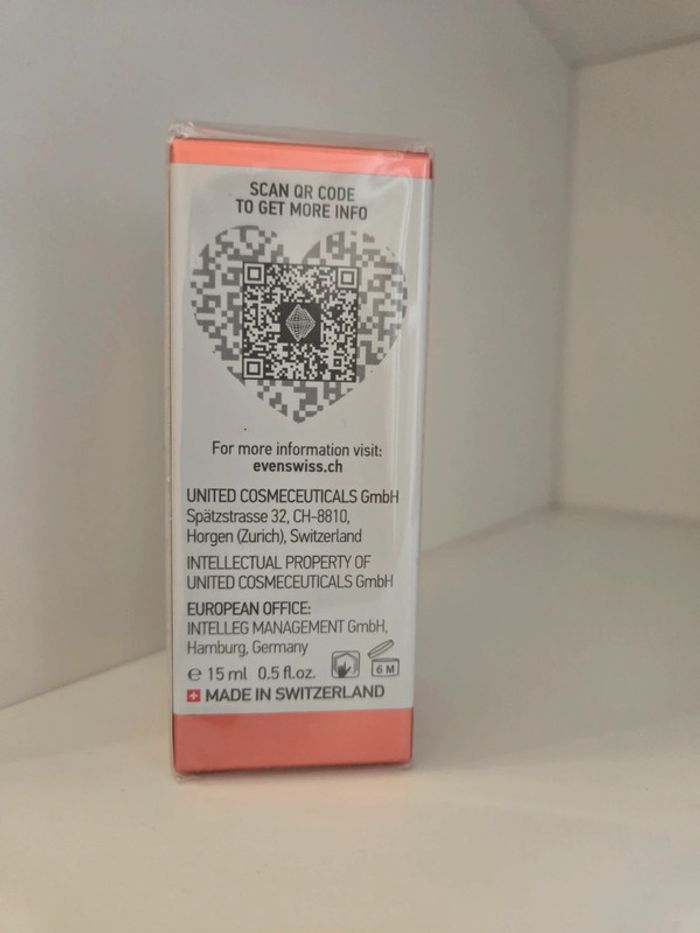 SCAN QR CODE
TO GET MORE INFO
For more information visit:
evenswiss.ch
UNITED COSMECEUTICALS GmbH
Spätzstrasse 32, CH-8810,
Horgen (Zurich), Switzerland
INTELLECTUAL PROPERTY OF
UNITED COSMECEUTICALS GmbH
EUROPEAN OFFICE:
INTELLEG MANAGEMENT GmbH,
Hamburg, Germany
℮ 15 ml 0.5 fl.oz. 6 M
MADE IN SWITZERLAND